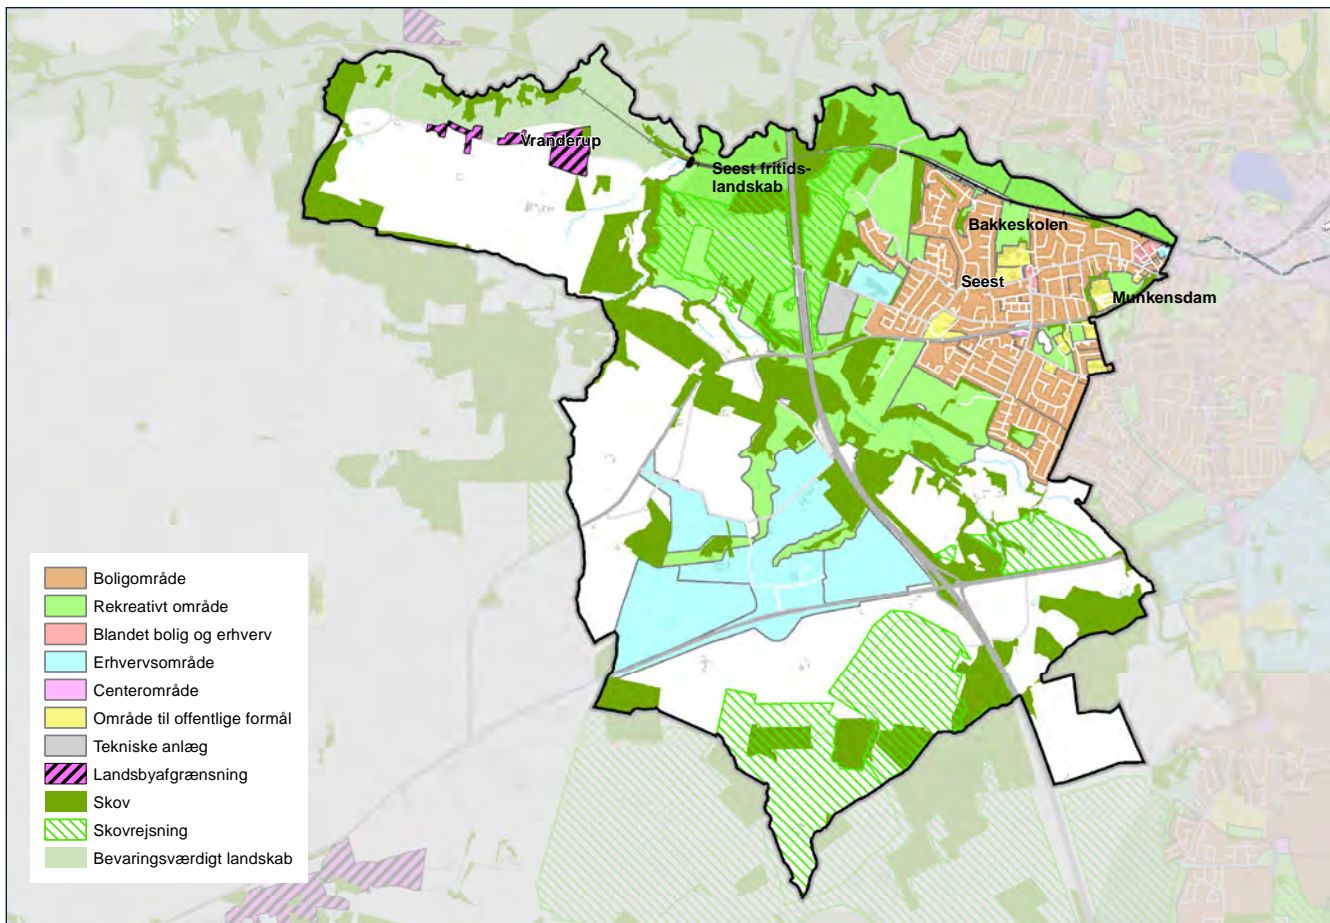 Vranderup
Seest fritids-
landskab
Bakkeskolen
Seest
Munkensdam
Boligområde
Rekreativt område
Blandet bolig og erhverv
Erhvervsområde
Centerområde
Område til offentlige formål
Tekniske anlæg
Landsbyafgrænsning
Skov
Skovrejsning
Bevaringsværdigt landskab